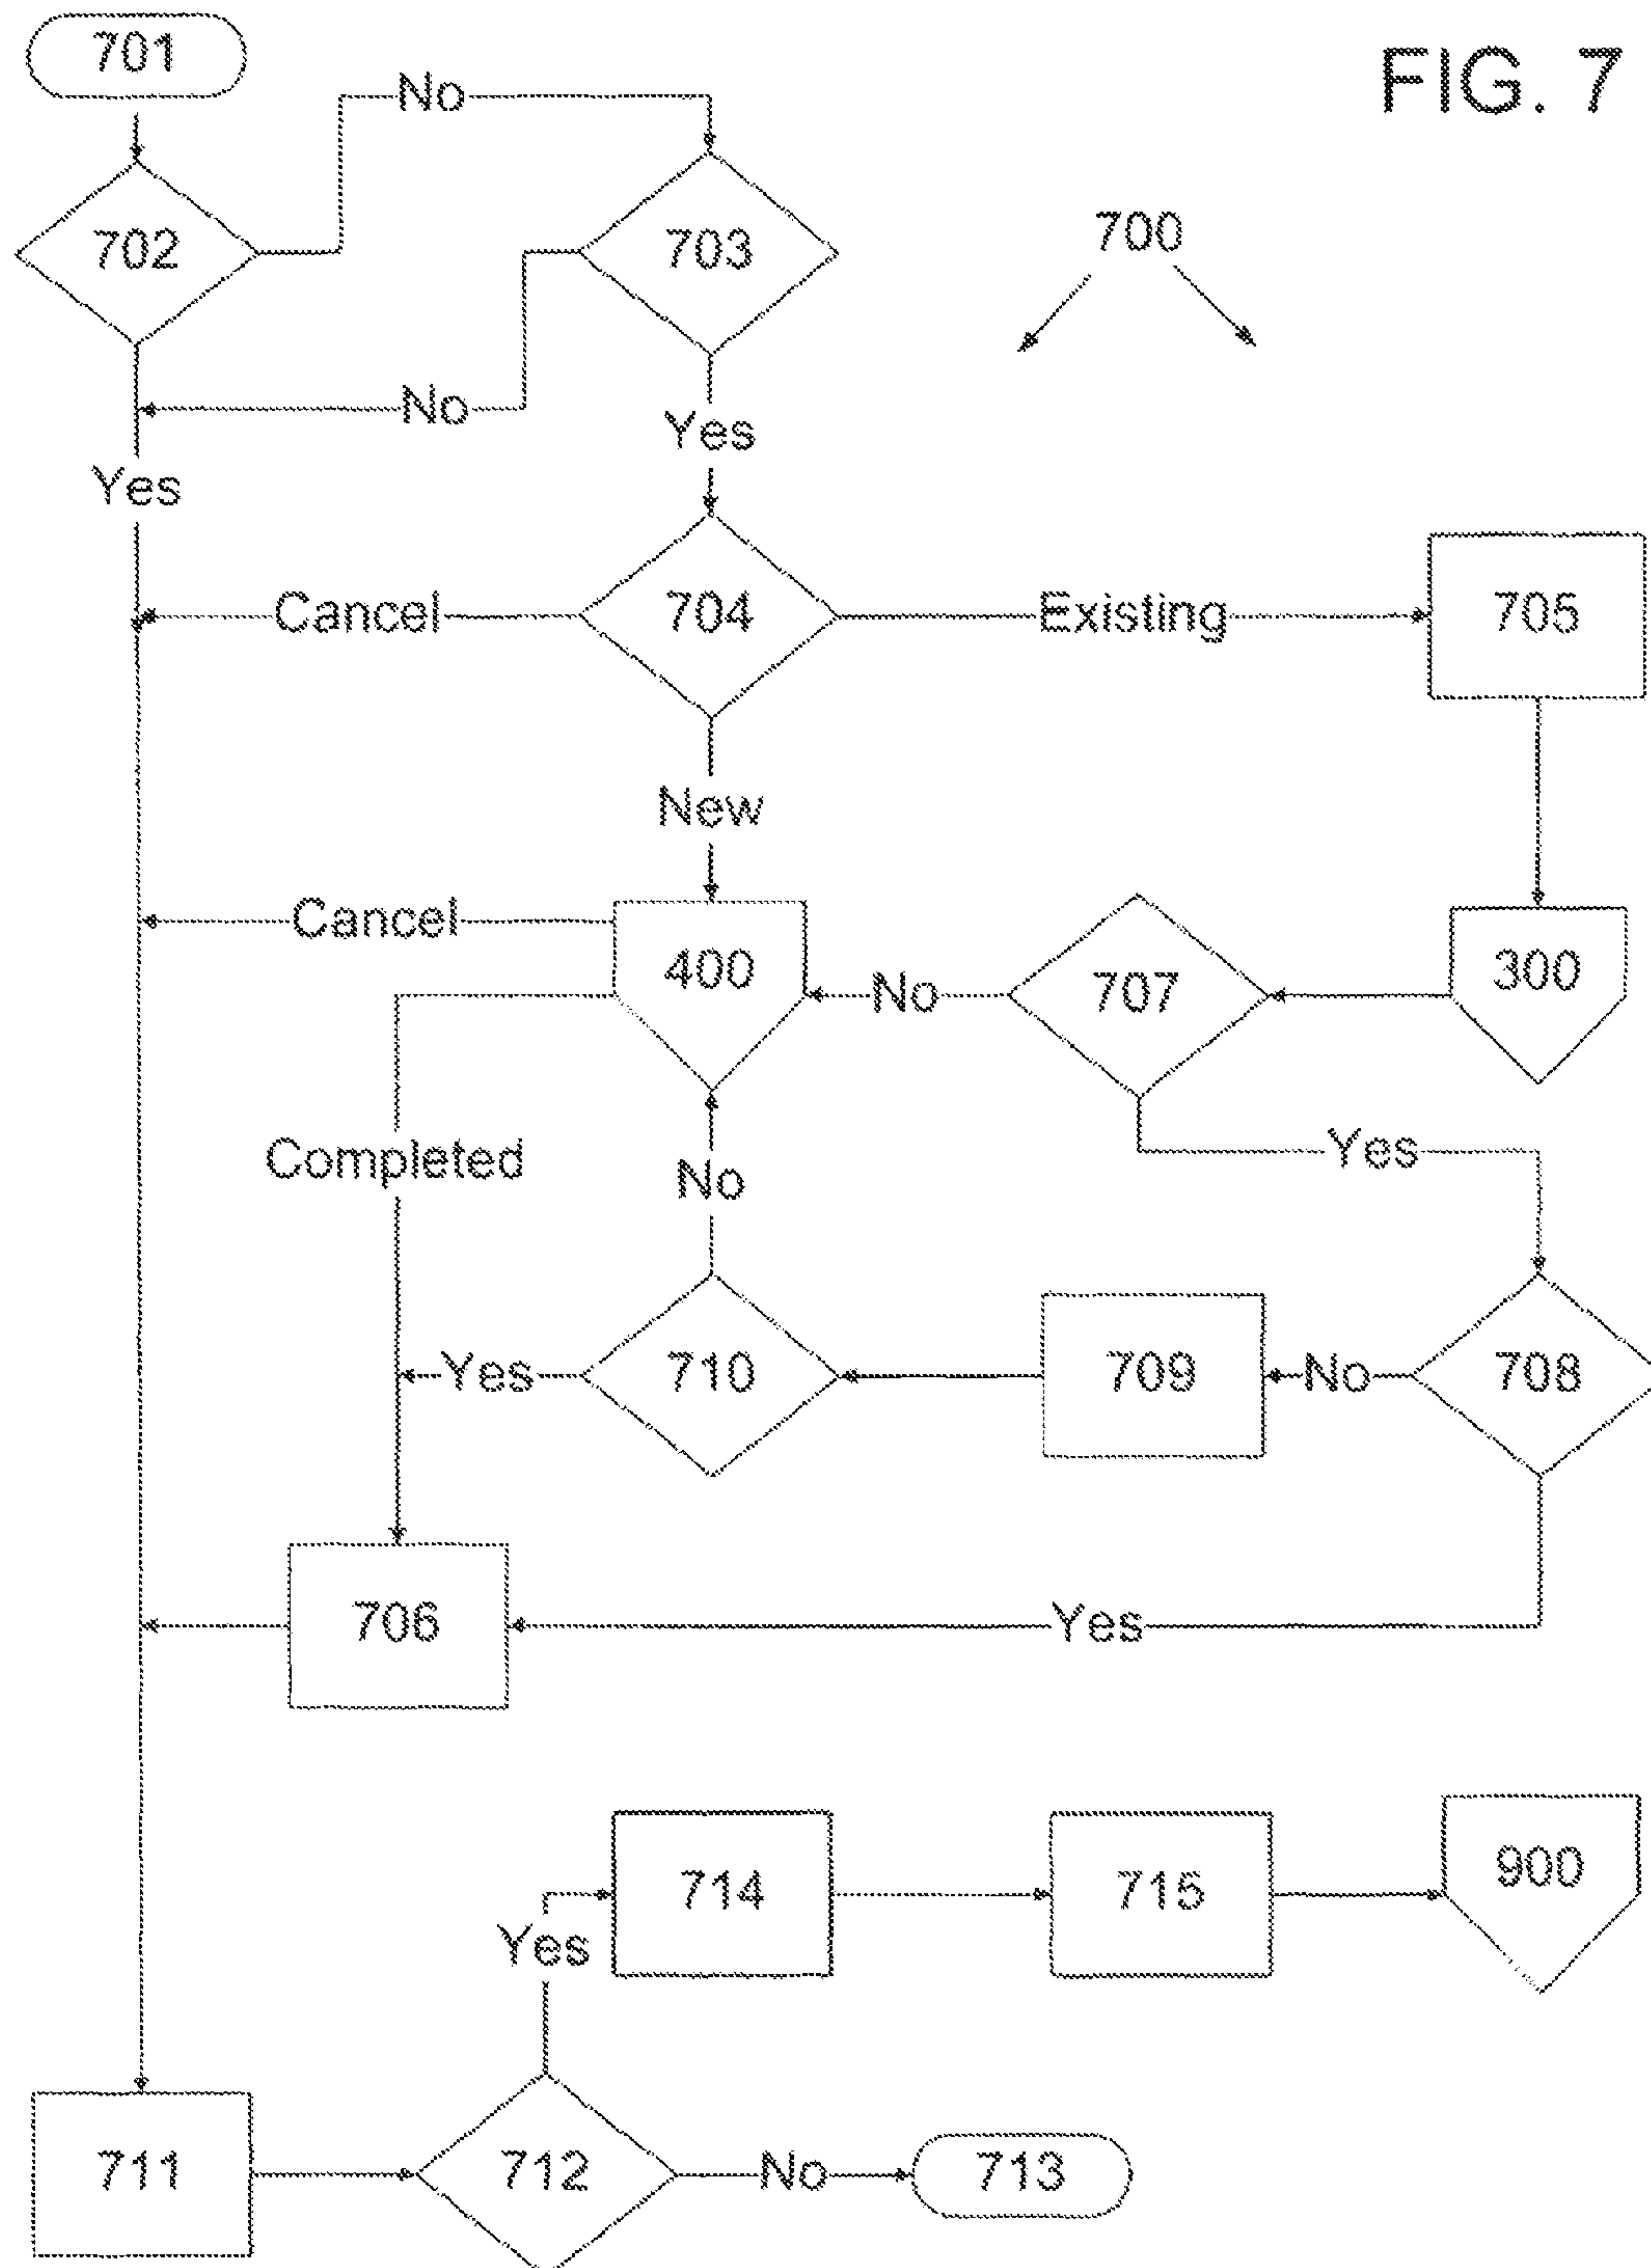 FIG. 7
701
No
702
703
700
No
Yes
Yes
Cancel
704
Existing
705
New
Cancel
400
No
707
300
Completed
No
Yes
Yes
710
709
No
708
706
Yes
714
715
900
Yes
711
712
No
713